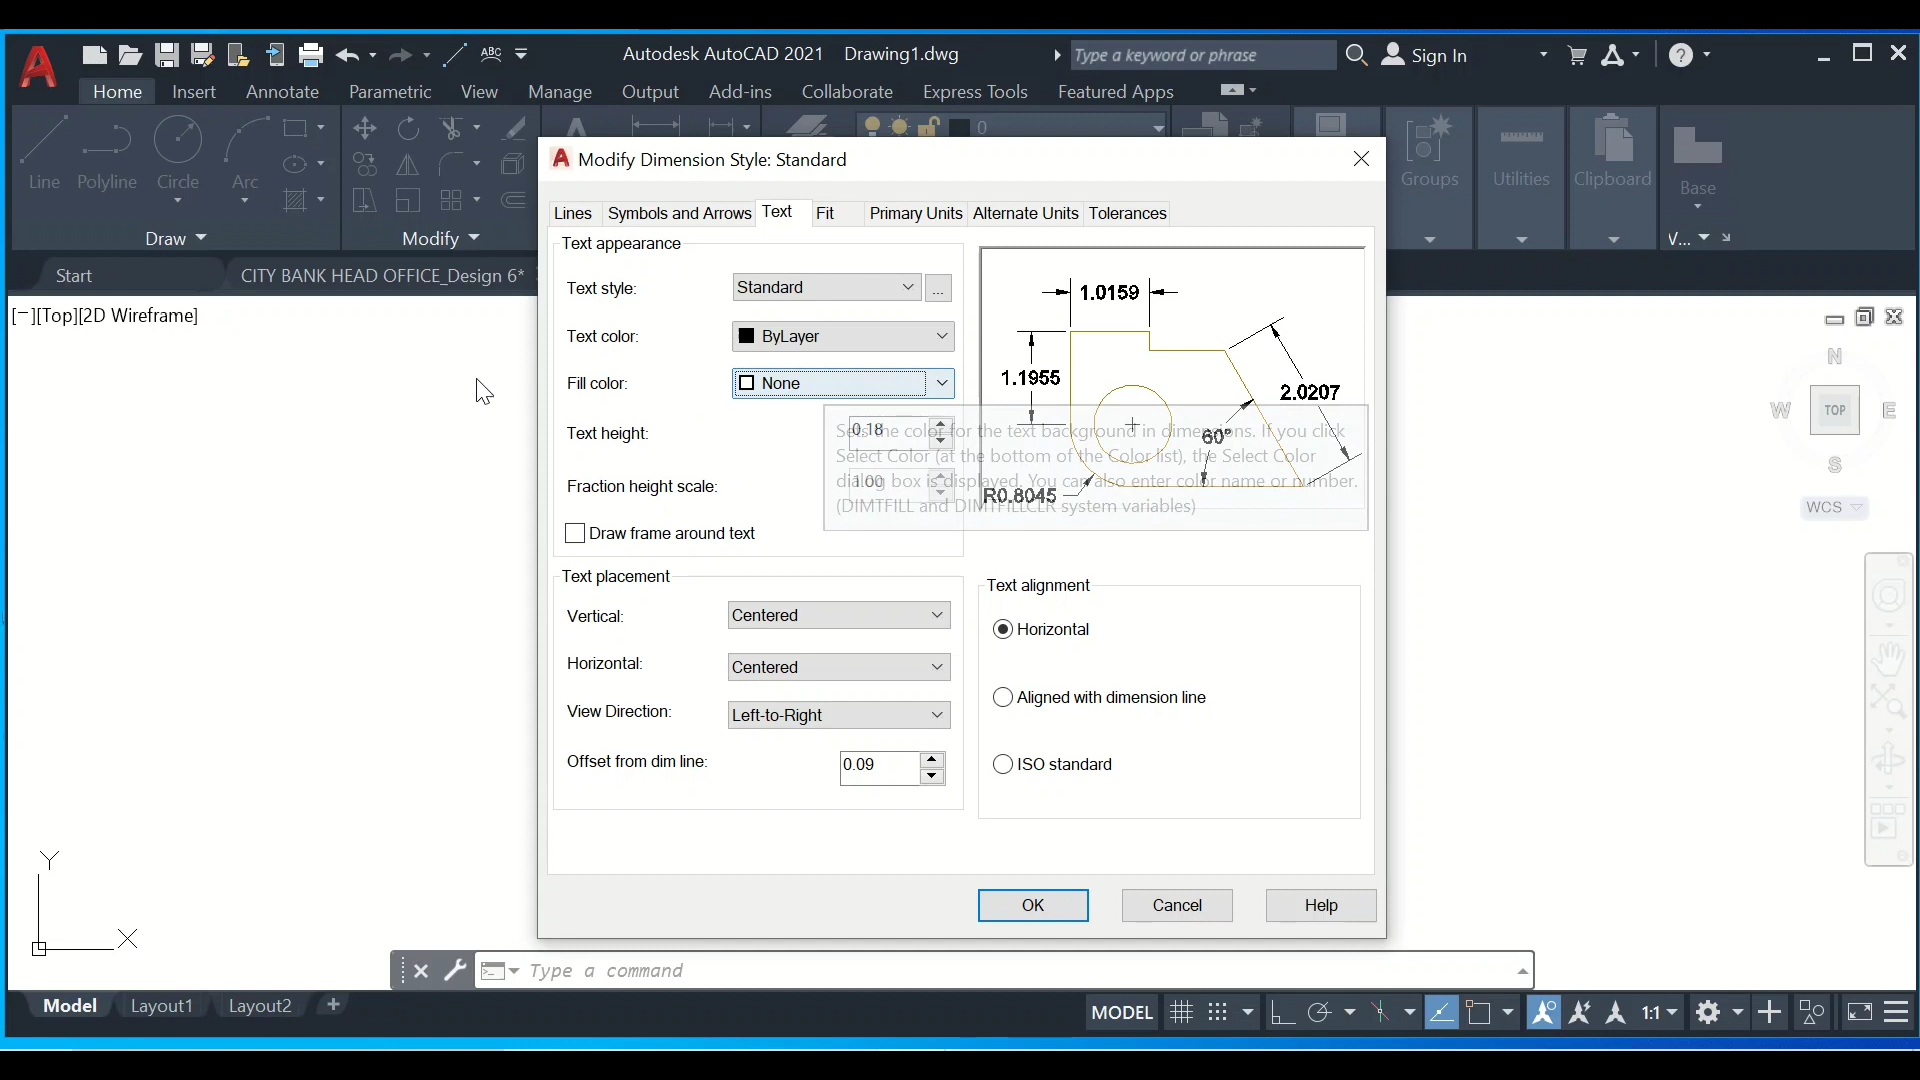 ABC
Autodesk AutoCAD 2021 Drawing1.dwg
Type a keyword or phrase
Sign In
Home Insert Annotate Parametric View Manage Output Add-ins Collaborate Express Tools Featured Apps
0
Line Polyline Circle Arc
Groups Utilities Clipboard Base
Draw Modify
V...
Start CITY BANK HEAD OFFICE_Design 6*
[−][Top][2D Wireframe]
Modify Dimension Style: Standard
Lines Symbols and Arrows Text Fit Primary Units Alternate Units Tolerances
Text appearance
Text style: Standard ...
Text color: ByLayer
Fill color: None
Text height: 0.18
Fraction height scale: 1.00
Draw frame around text
1.0159
1.1955
2.0207
60°
R0.8045
Sets the color for the text background in dimensions. If you click
Select Color (at the bottom of the Color list), the Select Color
dialog box is displayed. You can also enter color name or number.
(DIMTFILL and DIMTFILLCLR system variables)
Text placement
Vertical: Centered
Horizontal: Centered
View Direction: Left-to-Right
Offset from dim line: 0.09
Text alignment
Horizontal
Aligned with dimension line
ISO standard
OK Cancel Help
N
W TOP E
S
WCS
Y
X
Type a command
Model Layout1 Layout2 +
MODEL 1:1